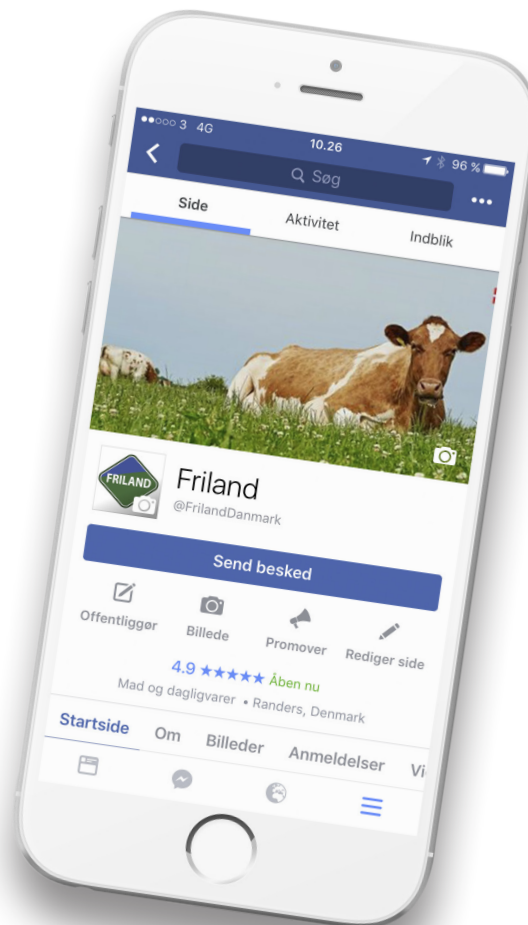 3 4G 10.26 96 %
Søg
Side Aktivitet Indblik
FRILAND
Friland
@FrilandDanmark
Send besked
Offentliggør Billede Promover Rediger side
4.9 ★★★★★ Åben nu
Mad og dagligvarer • Randers, Denmark
Startside Om Billeder Anmeldelser Vi